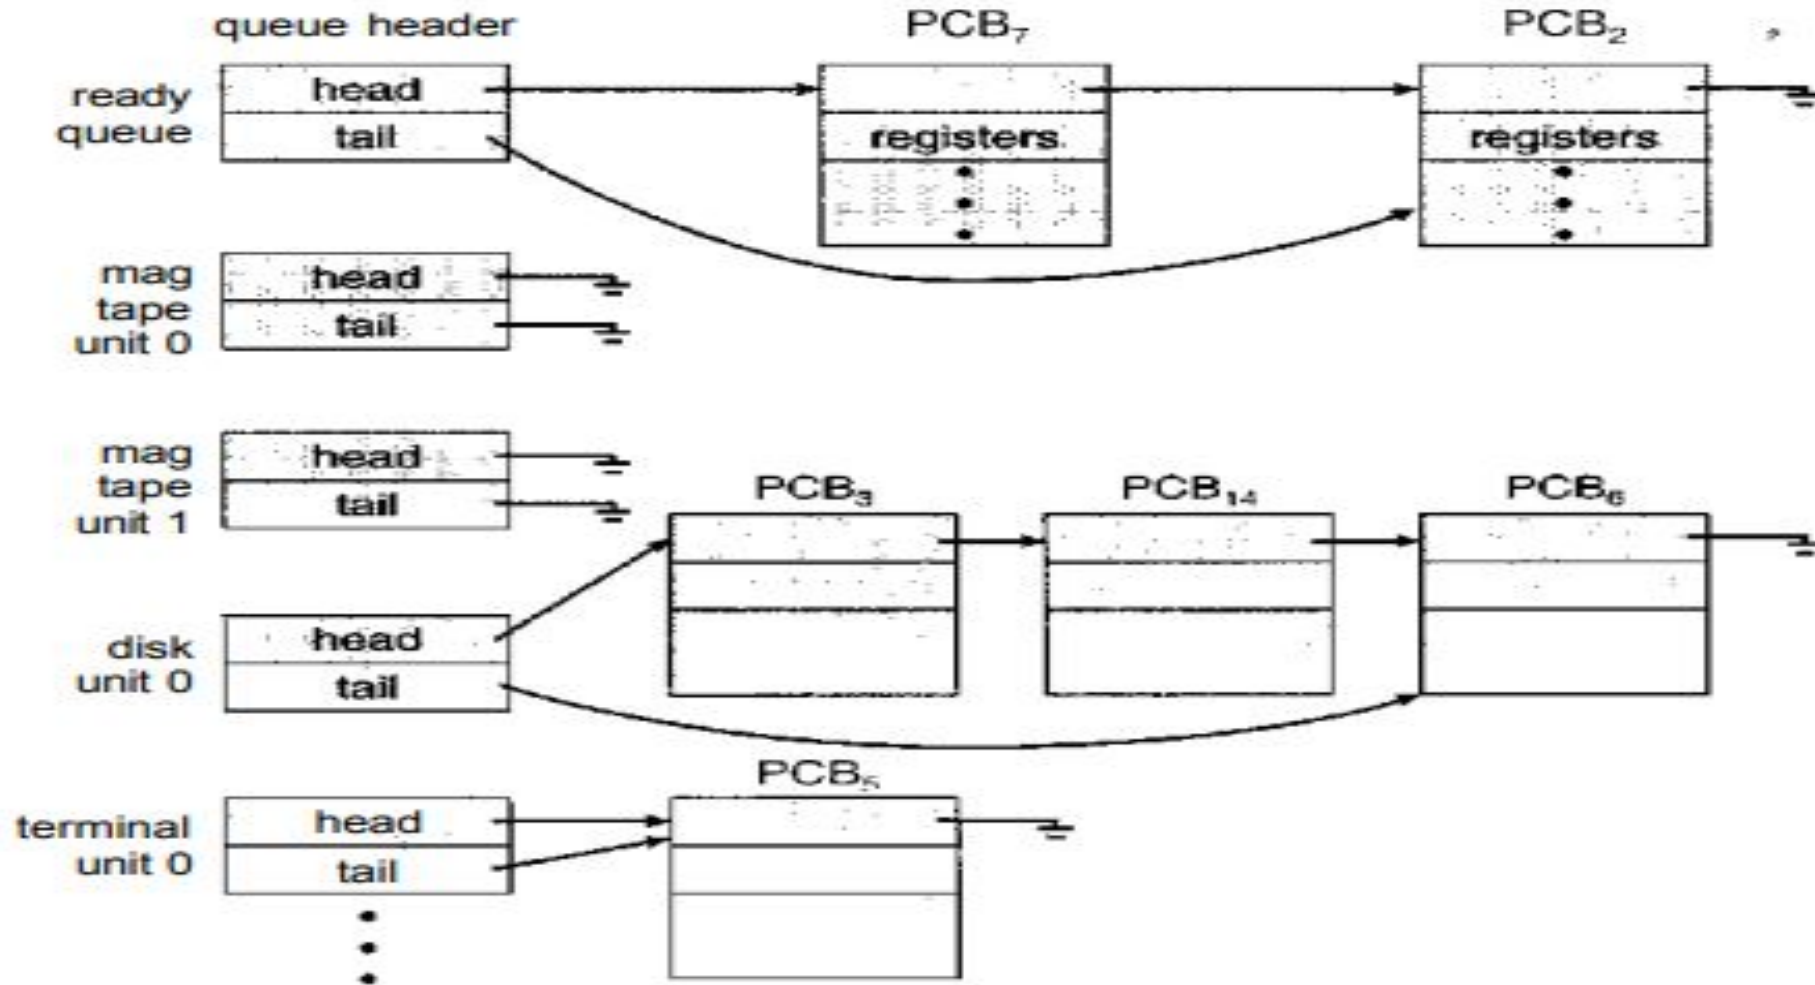 queue header
PCB₇
PCB₂
ready
queue
head
tail
registers
registers
mag
tape
unit 0
head
tail
mag
tape
unit 1
head
tail
PCB₃
PCB₁₄
PCB₆
disk
unit 0
head
tail
PCB₅
terminal
unit 0
head
tail